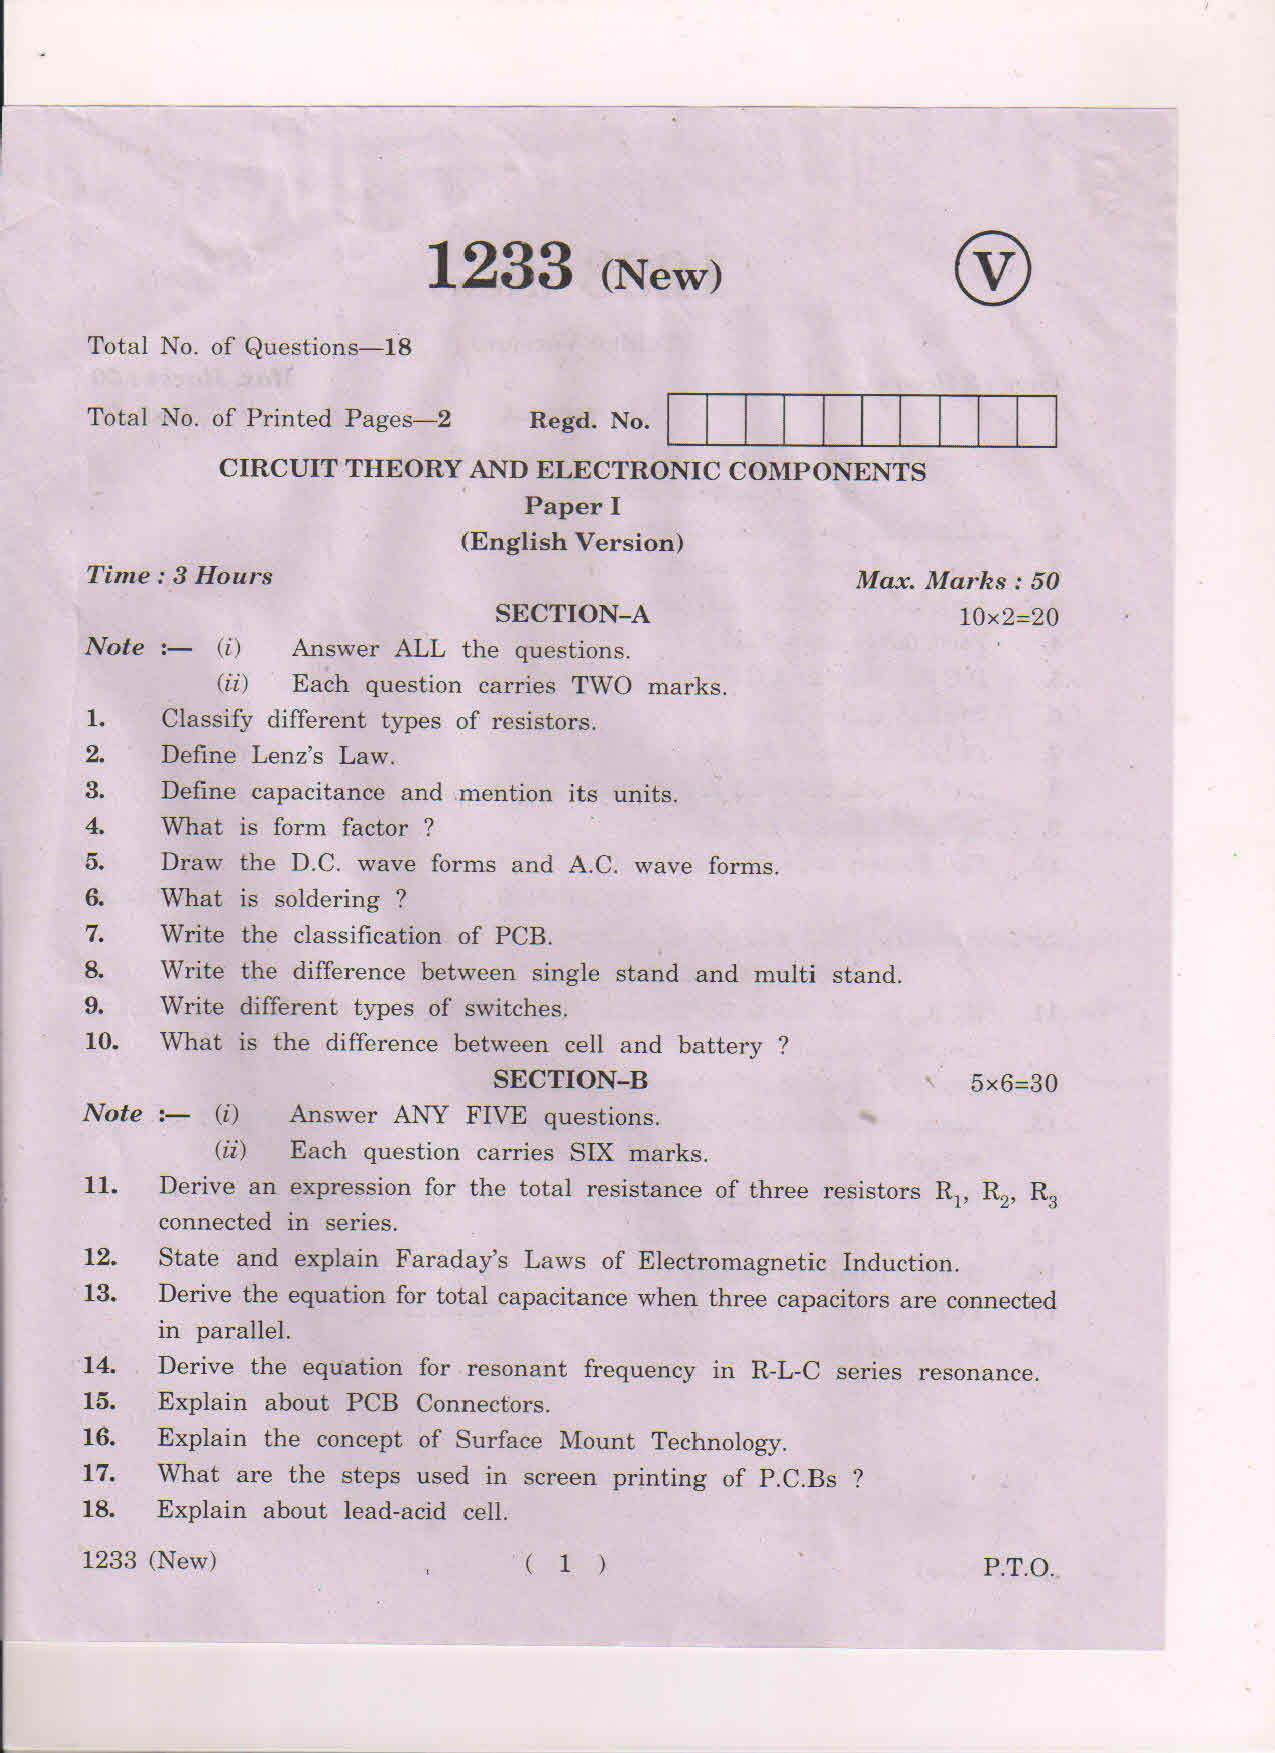 1233 (New)
V
Total No. of Questions—18
Total No. of Printed Pages—2 Regd. No.
CIRCUIT THEORY AND ELECTRONIC COMPONENTS
Paper I
(English Version)
Time : 3 Hours Max. Marks : 50
SECTION–A 10×2=20
Note :— (i) Answer ALL the questions.
(ii) Each question carries TWO marks.
1. Classify different types of resistors.
2. Define Lenz's Law.
3. Define capacitance and mention its units.
4. What is form factor ?
5. Draw the D.C. wave forms and A.C. wave forms.
6. What is soldering ?
7. Write the classification of PCB.
8. Write the difference between single stand and multi stand.
9. Write different types of switches.
10. What is the difference between cell and battery ?
SECTION–B 5×6=30
Note :— (i) Answer ANY FIVE questions.
(ii) Each question carries SIX marks.
11. Derive an expression for the total resistance of three resistors R₁, R₂, R₃
connected in series.
12. State and explain Faraday's Laws of Electromagnetic Induction.
13. Derive the equation for total capacitance when three capacitors are connected
in parallel.
14. Derive the equation for resonant frequency in R-L-C series resonance.
15. Explain about PCB Connectors.
16. Explain the concept of Surface Mount Technology.
17. What are the steps used in screen printing of P.C.Bs ?
18. Explain about lead-acid cell.
1233 (New) ( 1 ) P.T.O.